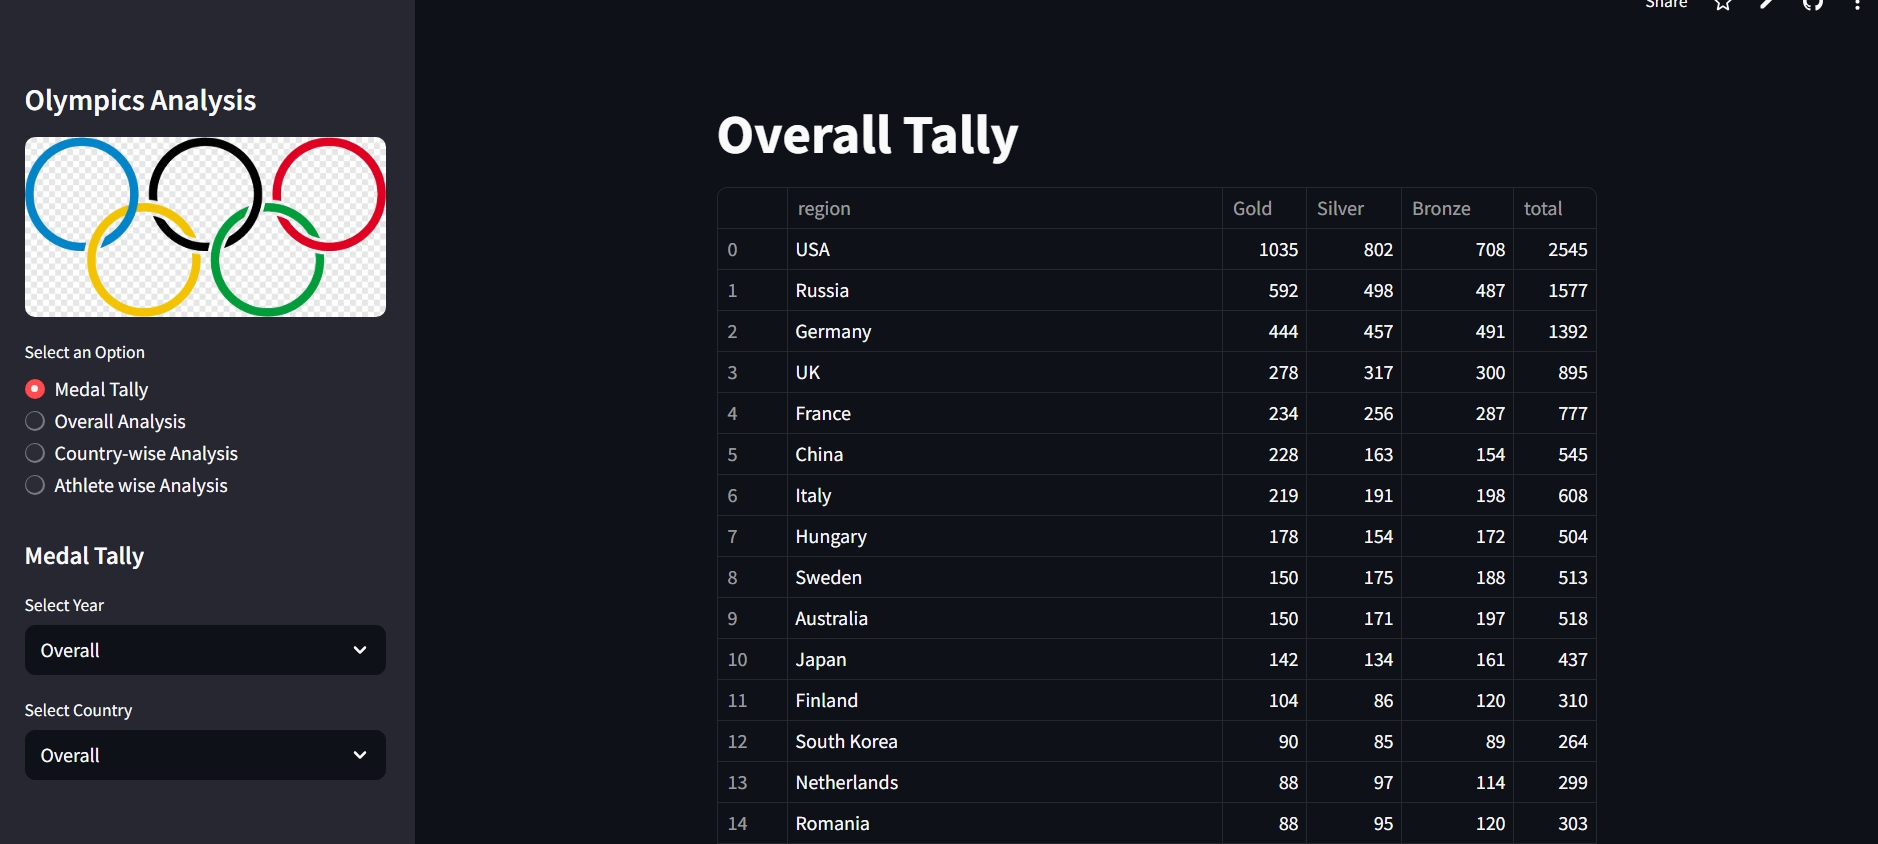 Share
Olympics Analysis
Select an Option
Medal Tally
Overall Analysis
Country-wise Analysis
Athlete wise Analysis
Medal Tally
Select Year
Overall
Select Country
Overall
Overall Tally
region Gold Silver Bronze total
0 USA 1035 802 708 2545
1 Russia 592 498 487 1577
2 Germany 444 457 491 1392
3 UK 278 317 300 895
4 France 234 256 287 777
5 China 228 163 154 545
6 Italy 219 191 198 608
7 Hungary 178 154 172 504
8 Sweden 150 175 188 513
9 Australia 150 171 197 518
10 Japan 142 134 161 437
11 Finland 104 86 120 310
12 South Korea 90 85 89 264
13 Netherlands 88 97 114 299
14 Romania 88 95 120 303